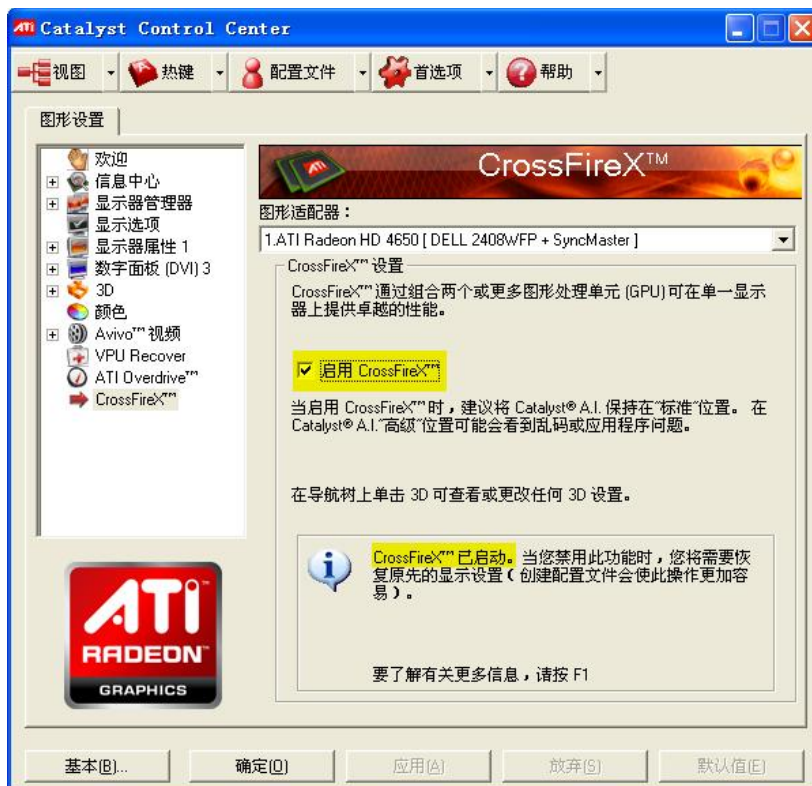 ATI Catalyst Control Center
视图
热键
配置文件
首选项
帮助
图形设置
欢迎
信息中心
显示器管理器
显示选项
显示器属性 1
数字面板 (DVI) 3
3D
颜色
Avivo™ 视频
VPU Recover
ATI Overdrive™
CrossFireX™
ATI
RADEON
GRAPHICS
ATI
CrossFireX™
图形适配器：
1.ATI Radeon HD 4650 [ DELL 2408WFP + SyncMaster ]
CrossFireX™ 设置
CrossFireX™ 通过组合两个或更多图形处理单元 (GPU) 可在单一显示
器上提供卓越的性能。
启用 CrossFireX™
当启用 CrossFireX™ 时，建议将 Catalyst® A.I. 保持在“标准”位置。 在
Catalyst® A.I.“高级”位置可能会看到乱码或应用程序问题。
在导航树上单击 3D 可查看或更改任何 3D 设置。
CrossFireX™ 已启动。当您禁用此功能时，您将需要恢
复原先的显示设置（创建配置文件会使此操作更加容
易）。
要了解有关更多信息，请按 F1
基本(B)...
确定(O)
应用(A)
放弃(S)
默认值(E)